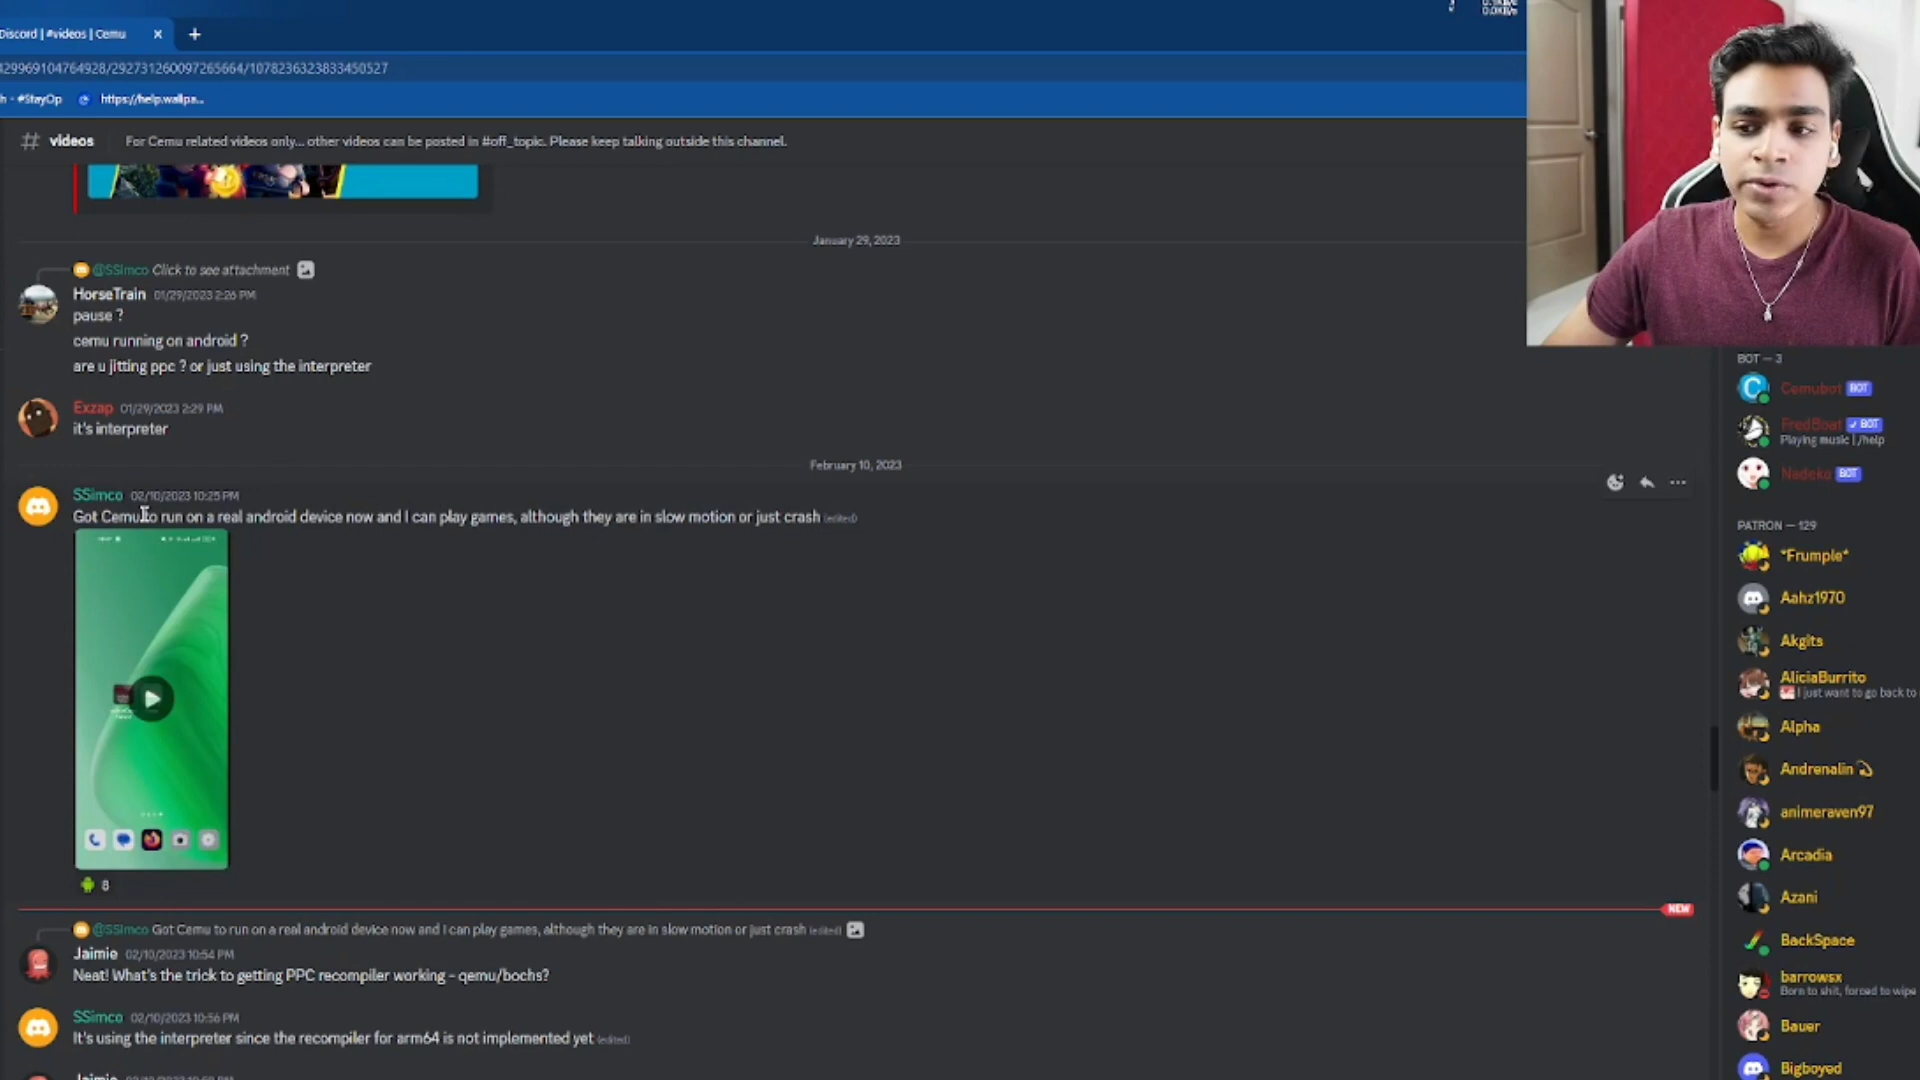 Discord | #videos | Cemu
429969104764928/292731260097265664/1078236323833450527
h - #StayOp
https://help.wallpa...
0.0KB/s
videos
For Cemu related videos only... other videos can be posted in #off_topic. Please keep talking outside this channel.
January 29, 2023
@SSimco Click to see attachment
HorseTrain 01/29/2023 2:26 PM
pause ?
cemu running on android ?
are u jitting ppc ? or just using the interpreter
Exzap 01/29/2023 2:29 PM
it's interpreter
February 10, 2023
SSimco 02/10/2023 10:25 PM
Got Cemu to run on a real android device now and I can play games, although they are in slow motion or just crash (edited)
8
NEW
@SSimco Got Cemu to run on a real android device now and I can play games, although they are in slow motion or just crash (edited)
Jaimie 02/10/2023 10:54 PM
Neat! What's the trick to getting PPC recompiler working - qemu/bochs?
SSimco 02/10/2023 10:56 PM
It's using the interpreter since the recompiler for arm64 is not implemented yet (edited)
Jaimie
BOT — 3
Cemubot BOT
FredBoat ✓ BOT
Playing music | /help
Nadeko BOT
PATRON — 129
*Frumple*
Aahz1970
Akgits
AliciaBurrito
I just want to go back to
Alpha
Andrenalin
animeraven97
Arcadia
Azani
BackSpace
barrowsx
Born to shit, forced to wipe
Bauer
Bigboyed